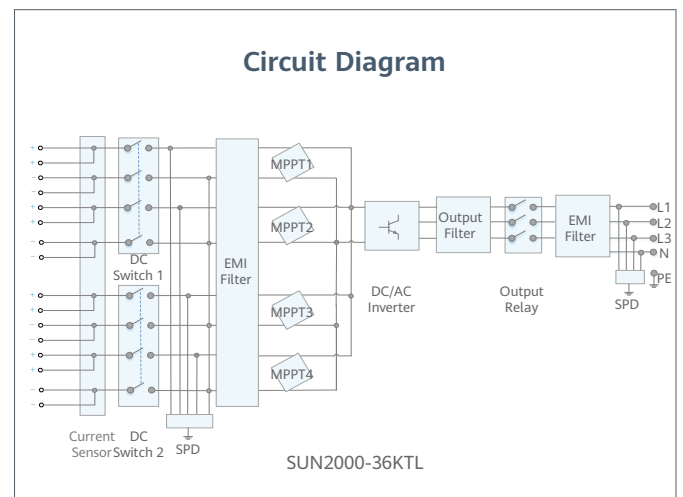 Circuit Diagram
+
+
−
−
+
+
−
−
+
+
−
−
+
+
−
−
MPPT1
MPPT2
MPPT3
MPPT4
DC
Switch 1
EMI
Filter
DC/AC
Inverter
Output
Filter
Output
Relay
EMI
Filter
L1
L2
L3
N
PE
SPD
Current
Sensor
DC
Switch 2
SPD
SUN2000-36KTL